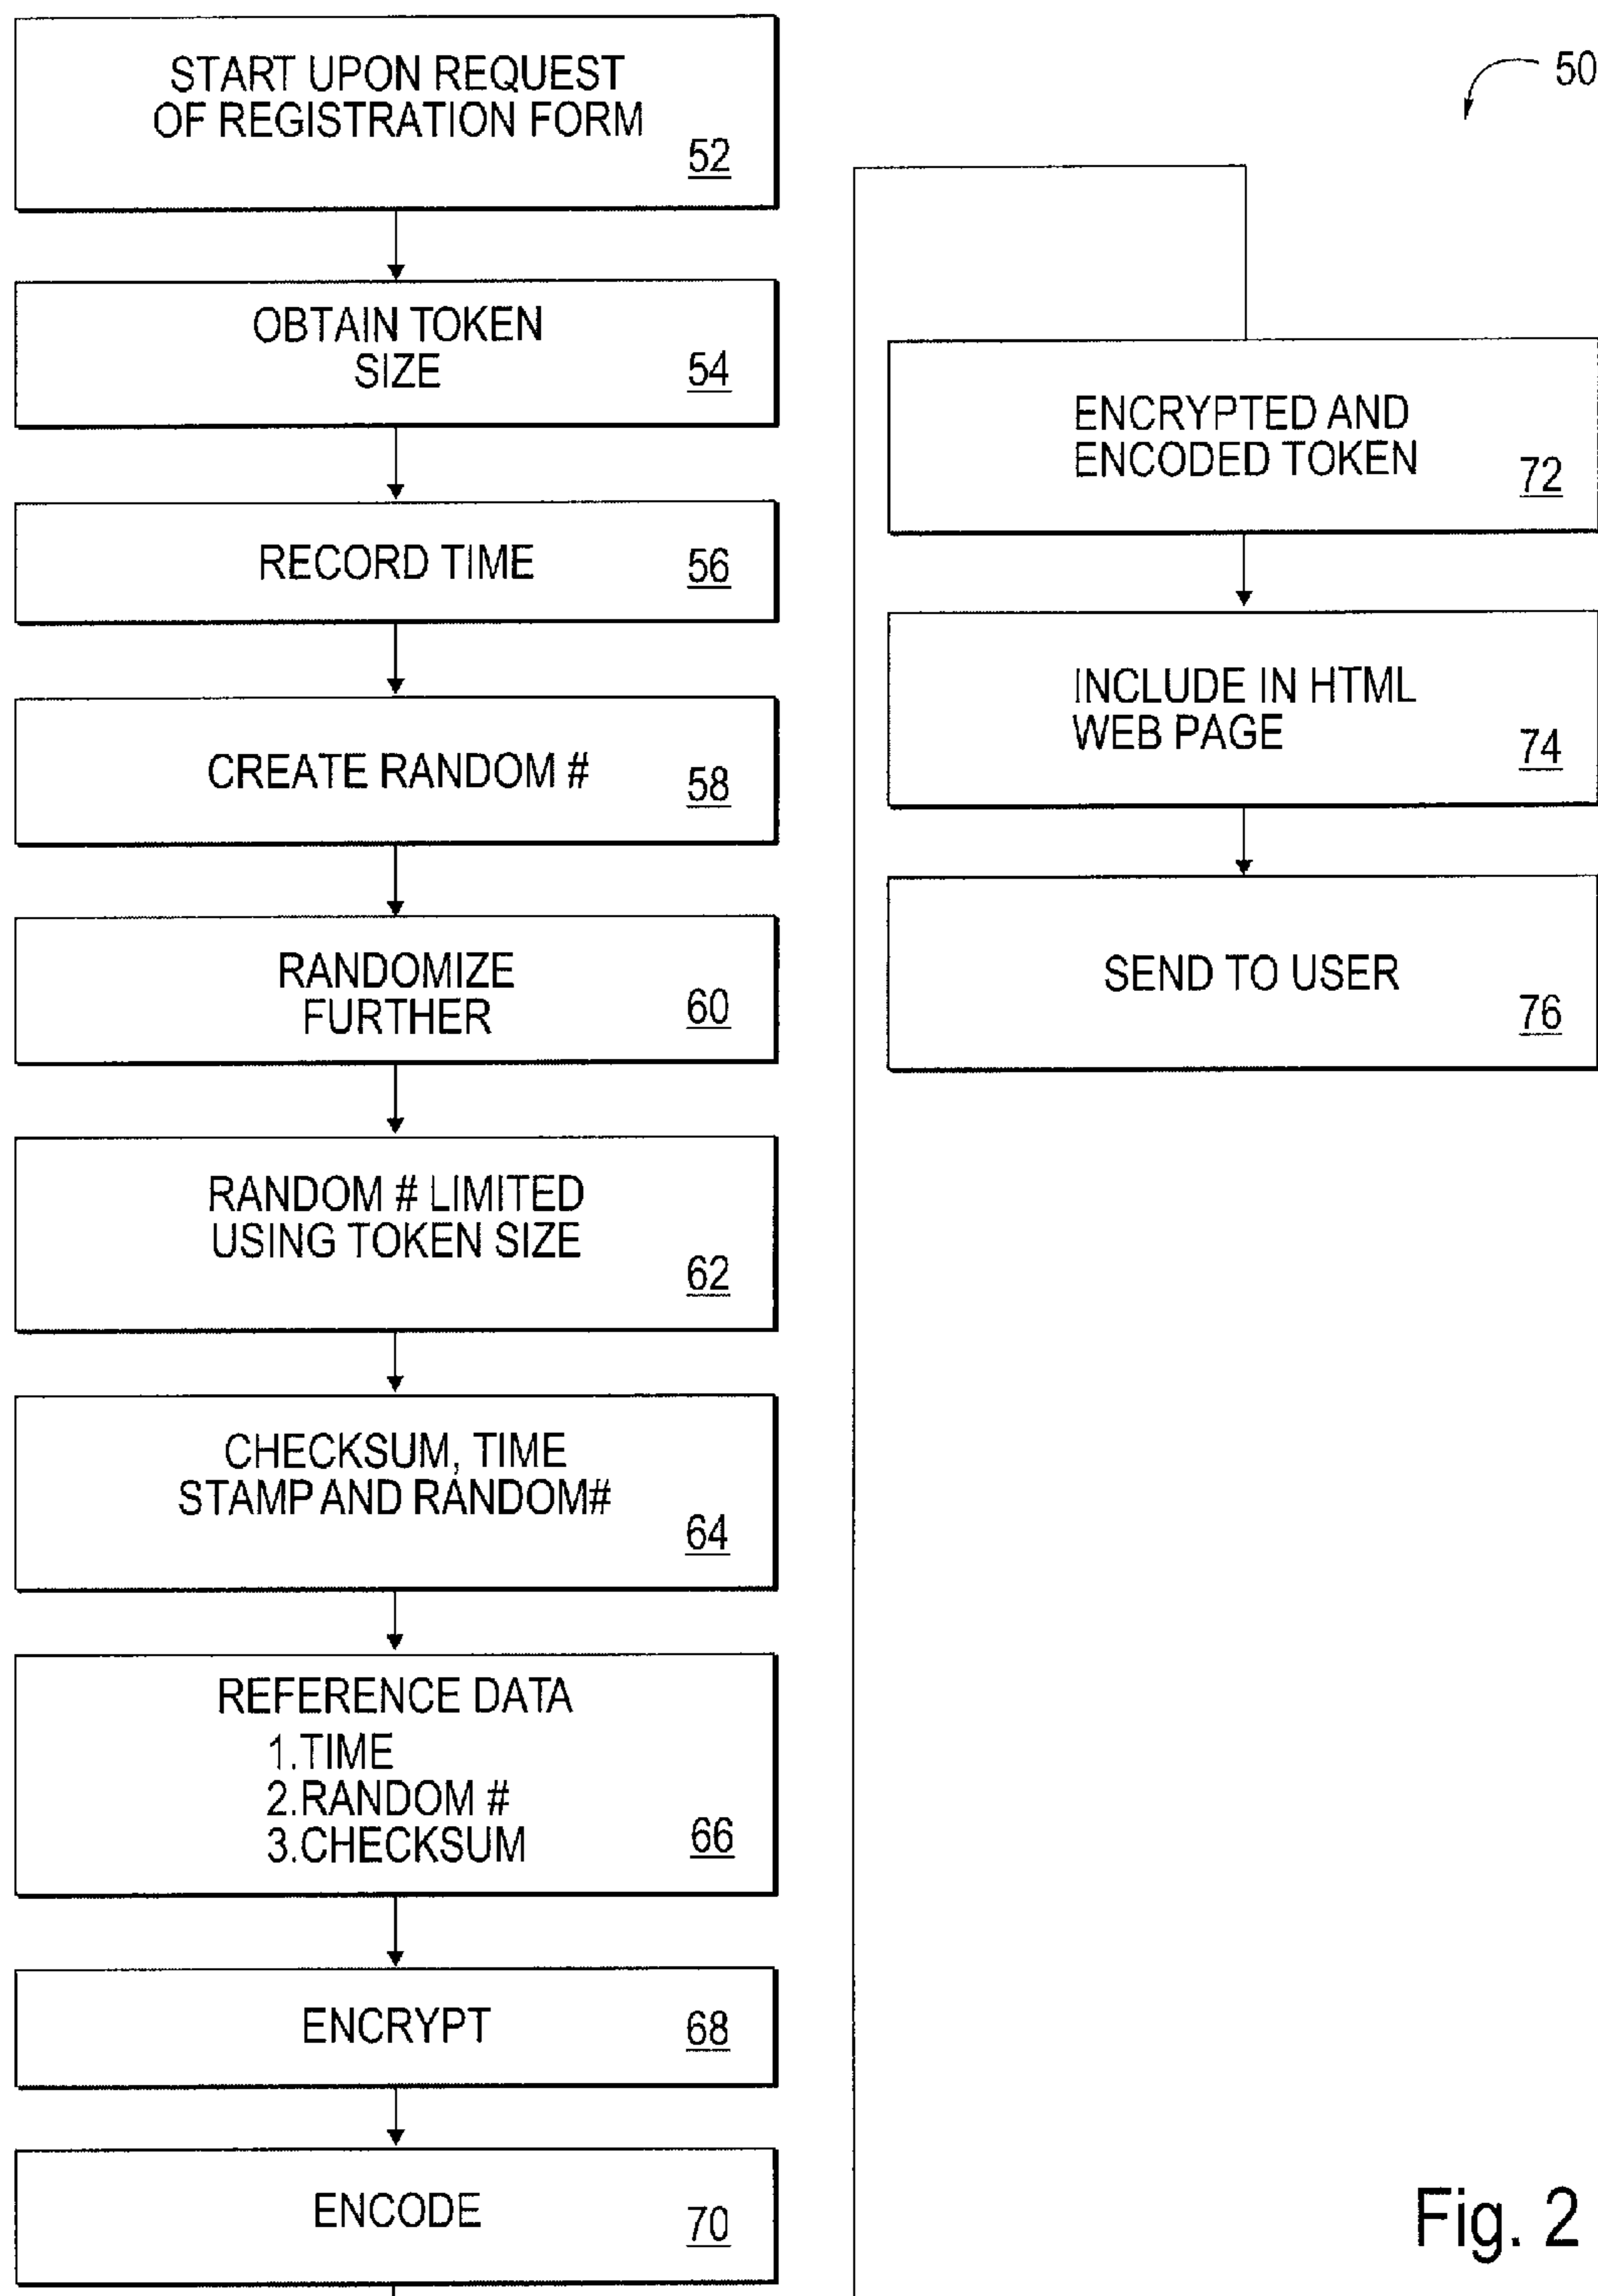 START UPON REQUEST
OF REGISTRATION FORM
52
OBTAIN TOKEN
SIZE
54
RECORD TIME
56
CREATE RANDOM #
58
RANDOMIZE
FURTHER
60
RANDOM # LIMITED
USING TOKEN SIZE
62
CHECKSUM, TIME
STAMP AND RANDOM#
64
REFERENCE DATA
1.TIME
2.RANDOM #
3.CHECKSUM
66
ENCRYPT
68
ENCODE
70
50
ENCRYPTED AND
ENCODED TOKEN
72
INCLUDE IN HTML
WEB PAGE
74
SEND TO USER
76
Fig. 2